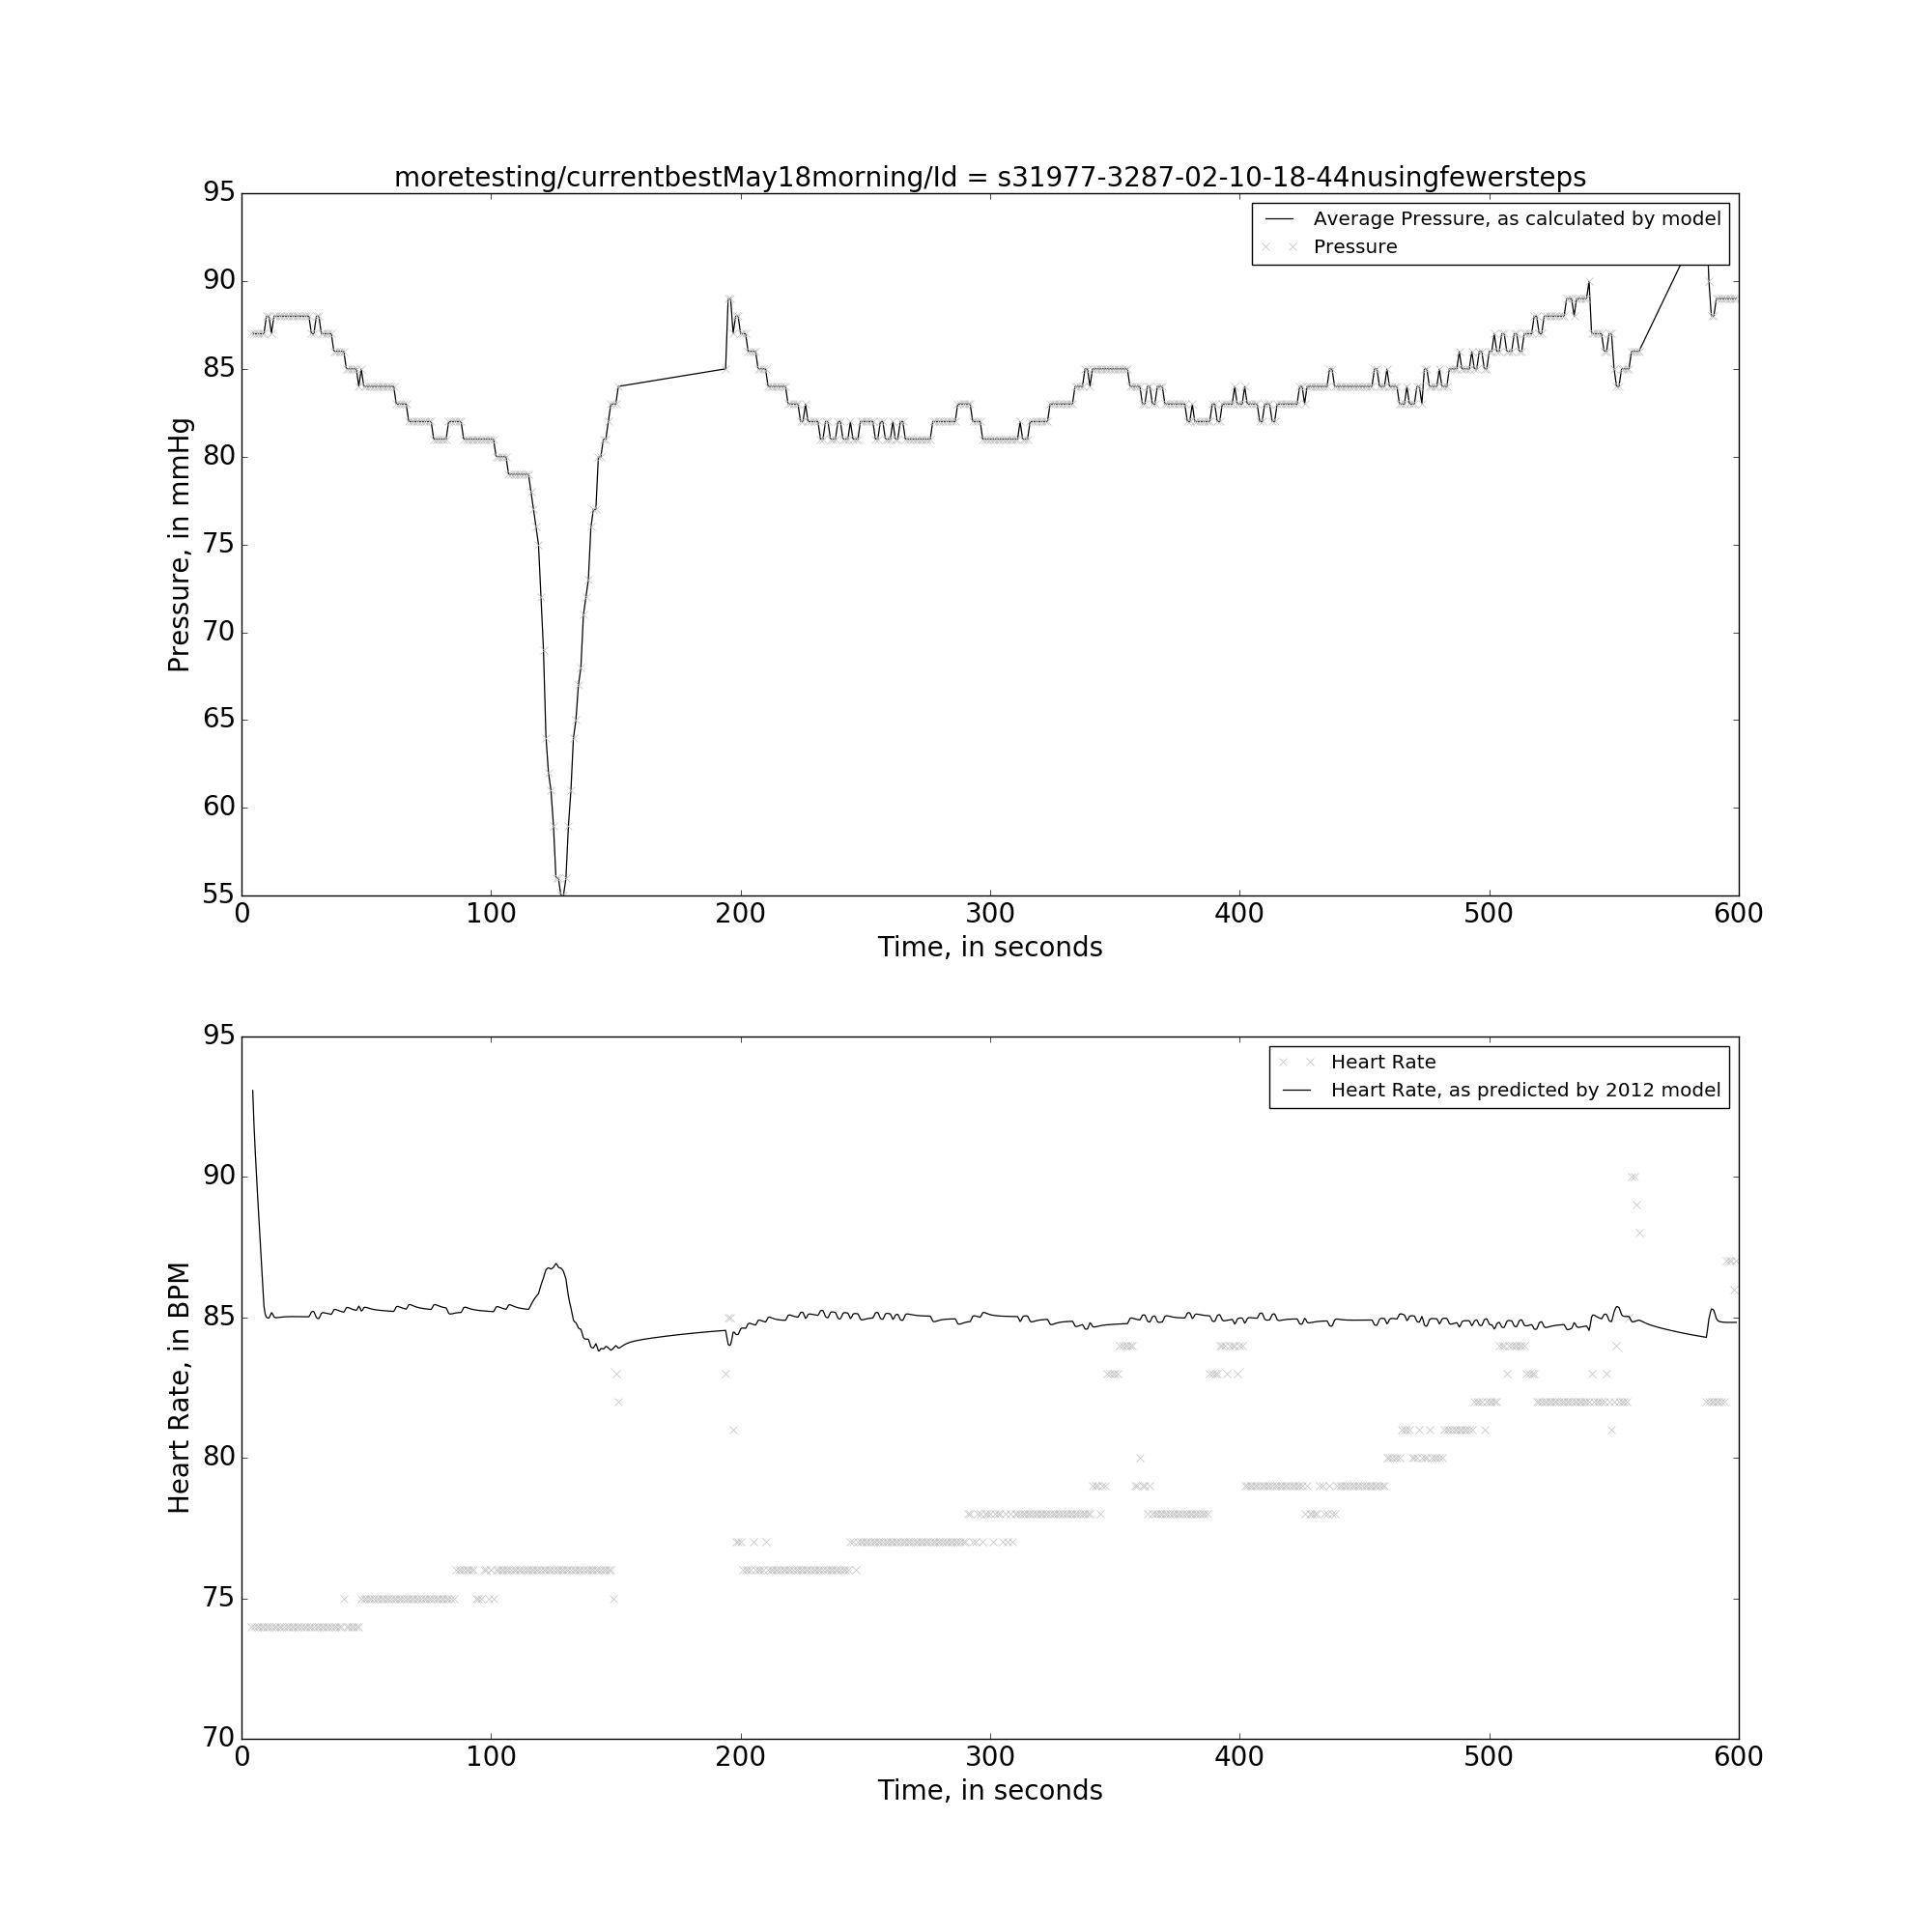 moretesting/currentbestMay18morning/Id = s31977-3287-02-10-18-44nusingfewersteps
95
90
85
80
75
70
65
60
55
Pressure, in mmHg
Average Pressure, as calculated by model
Pressure
0 100 200 300 400 500 600
Time, in seconds
95
90
85
80
75
70
Heart Rate, in BPM
Heart Rate
Heart Rate, as predicted by 2012 model
0 100 200 300 400 500 600
Time, in seconds